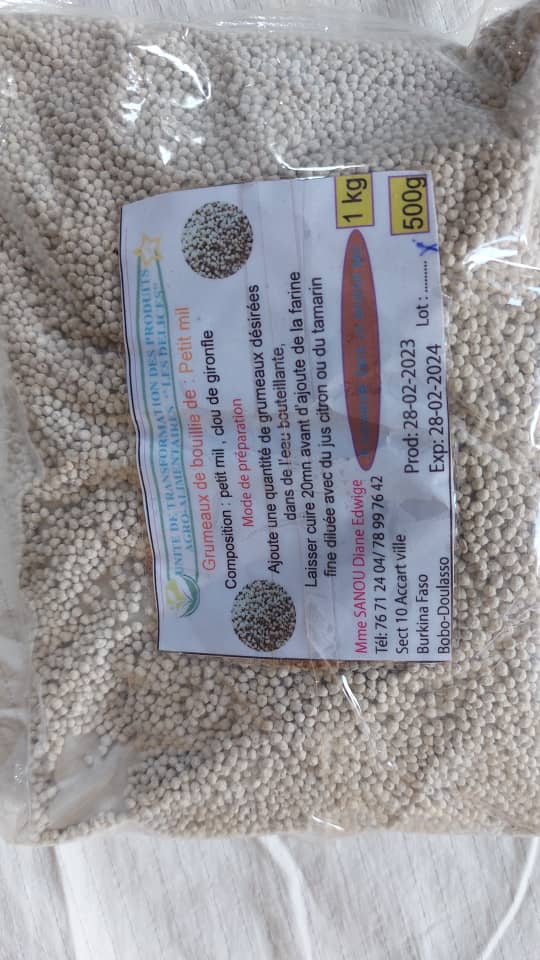 UNITE DE TRANSFORMATION DES PRODUITS
AGRO-ALIMENTAIRES "LES DELICES"
Grumeaux de bouillie de : Petit mil
Composition : petit mil , clou de gironfle
Mode de préparation
Ajoute une quantité de grumeaux désirées
dans de l'eau bouteillante,
Laisser cuire 20mn avant d'ajoute de la farine
fine diluée avec du jus citron ou du tamarin
1 kg
500g
Mme SANOU Diane Edwige
Tél: 76 71 24 04/ 78 99 76 42
Sect 10 Accart ville
Burkina Faso
Bobo-Doulasso
Prod: 28-02-2023
Exp: 28-02-2024
Lot : ......... X